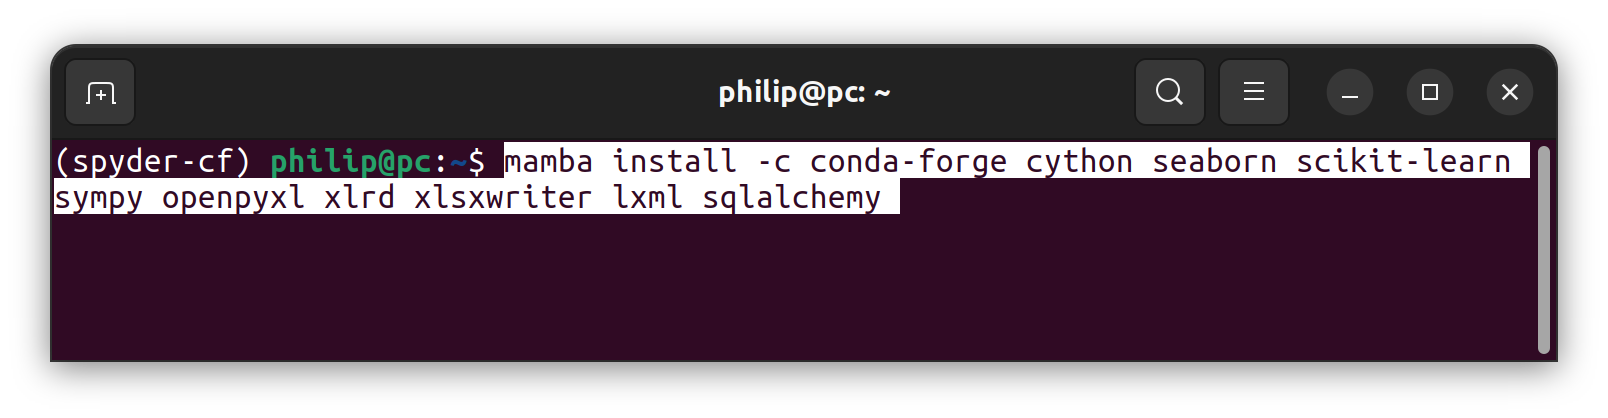 philip@pc: ~
(spyder-cf) philip@pc:~$ mamba install -c conda-forge cython seaborn scikit-learn
sympy openpyxl xlrd xlsxwriter lxml sqlalchemy